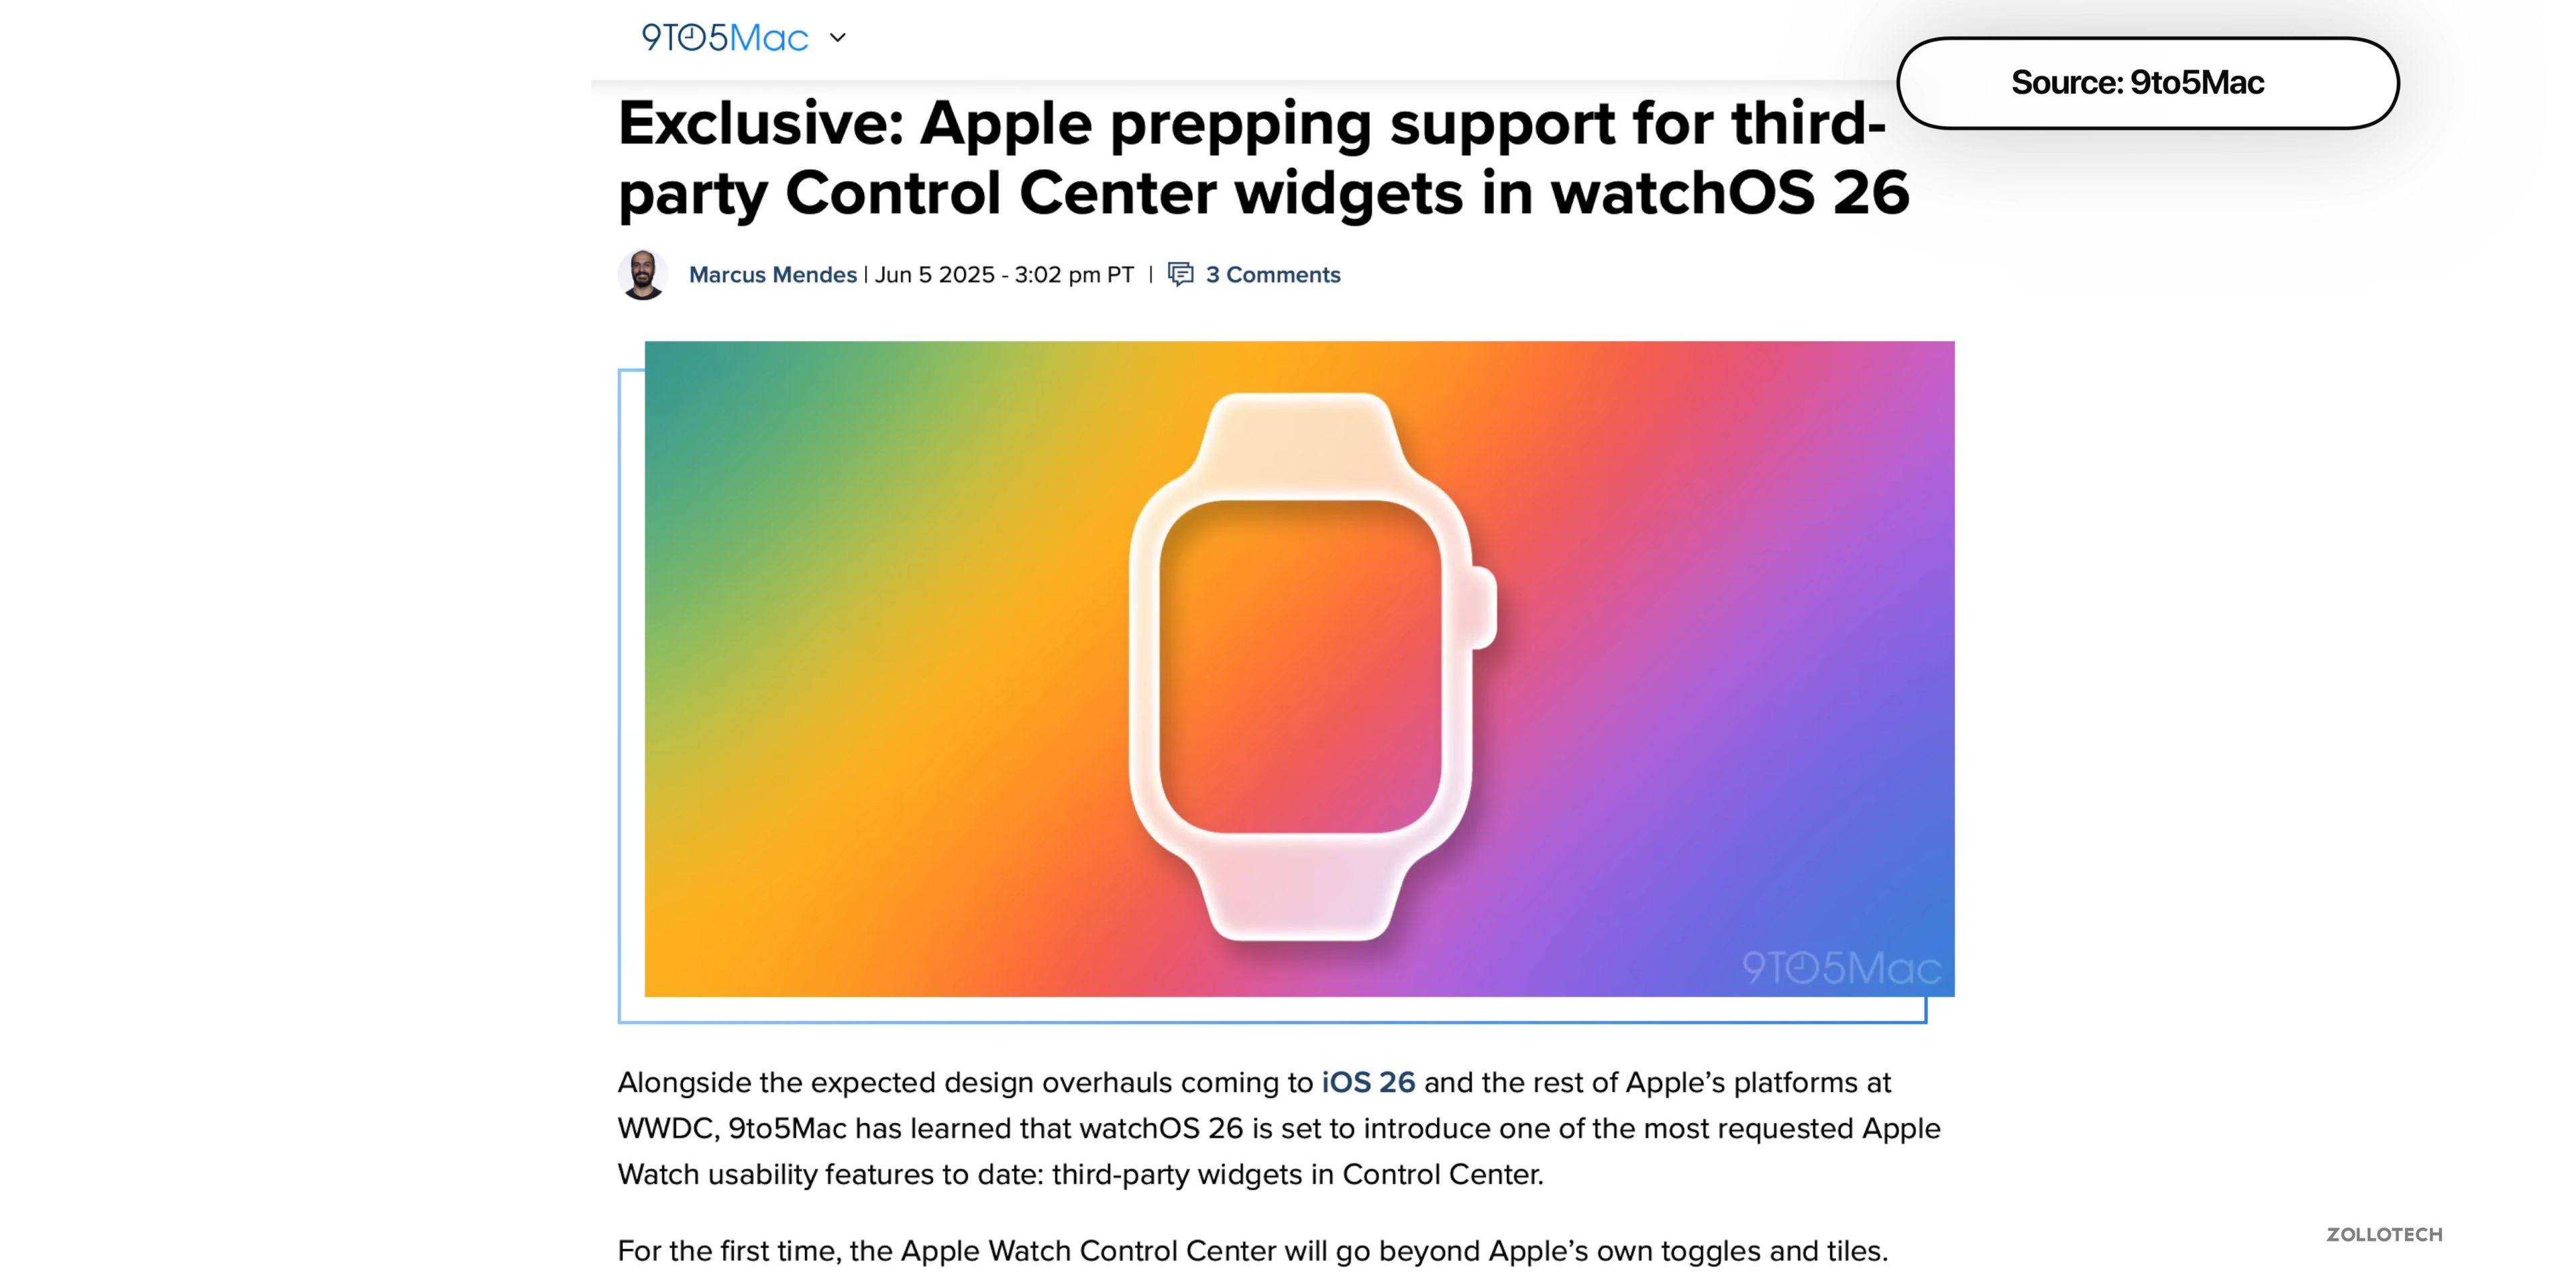 9TO5Mac
Source: 9to5Mac
Exclusive: Apple prepping support for third-
party Control Center widgets in watchOS 26
Marcus Mendes | Jun 5 2025 - 3:02 pm PT | 3 Comments
9TO5Mac
Alongside the expected design overhauls coming to iOS 26 and the rest of Apple’s platforms at
WWDC, 9to5Mac has learned that watchOS 26 is set to introduce one of the most requested Apple
Watch usability features to date: third-party widgets in Control Center.
For the first time, the Apple Watch Control Center will go beyond Apple’s own toggles and tiles.
ZOLLOTECH